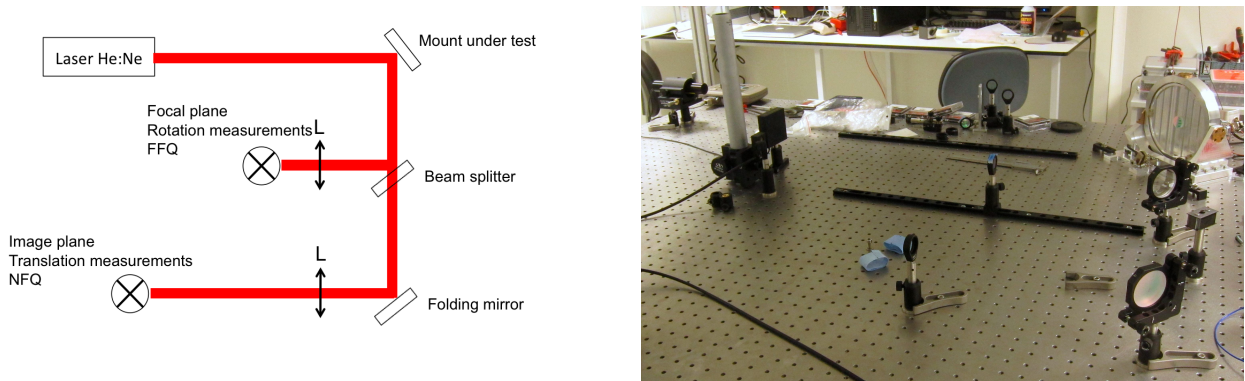 Laser He:Ne
Mount under test
Focal plane
Rotation measurements
FFQ
L
Beam splitter
Image plane
Translation measurements
NFQ
L
Folding mirror